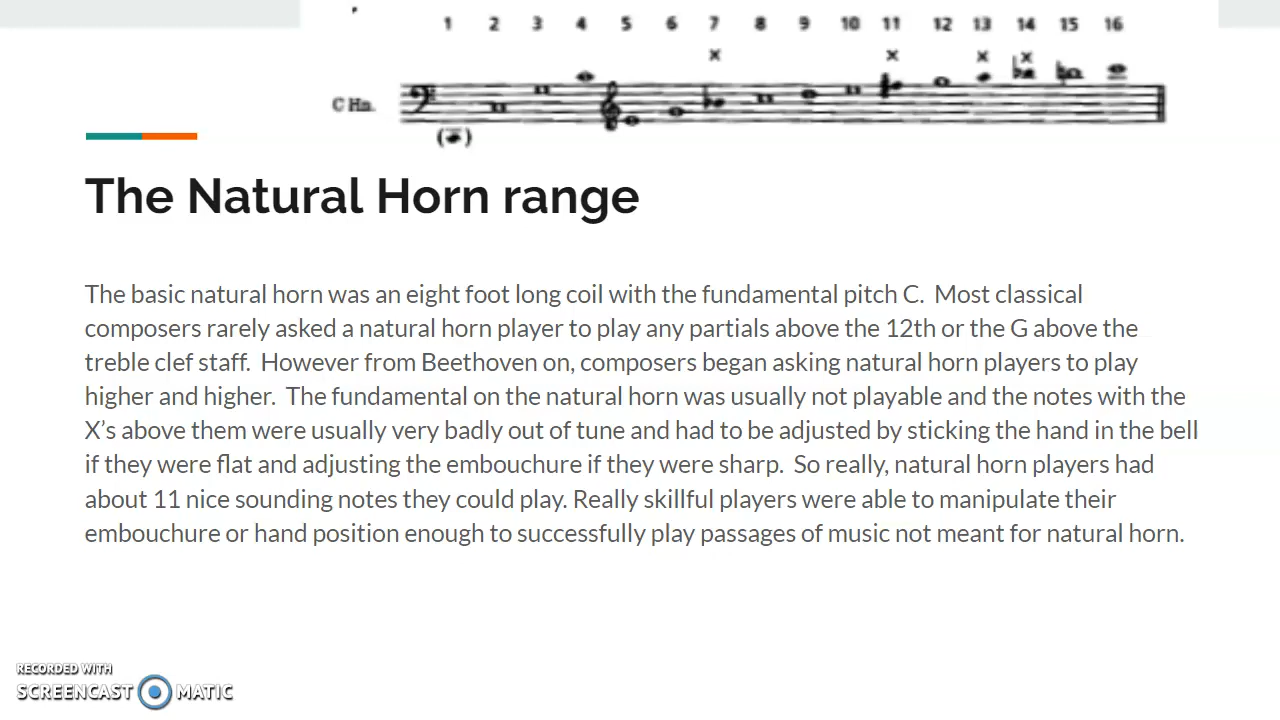 1 2 3 4 5 6 7 8 9 10 11 12 13 14 15 16
x x x x
C Hn.
The Natural Horn range
The basic natural horn was an eight foot long coil with the fundamental pitch C. Most classical
composers rarely asked a natural horn player to play any partials above the 12th or the G above the
treble clef staff. However from Beethoven on, composers began asking natural horn players to play
higher and higher. The fundamental on the natural horn was usually not playable and the notes with the
X’s above them were usually very badly out of tune and had to be adjusted by sticking the hand in the bell
if they were flat and adjusting the embouchure if they were sharp. So really, natural horn players had
about 11 nice sounding notes they could play. Really skillful players were able to manipulate their
embouchure or hand position enough to successfully play passages of music not meant for natural horn.
RECORDED WITH
SCREENCAST MATIC